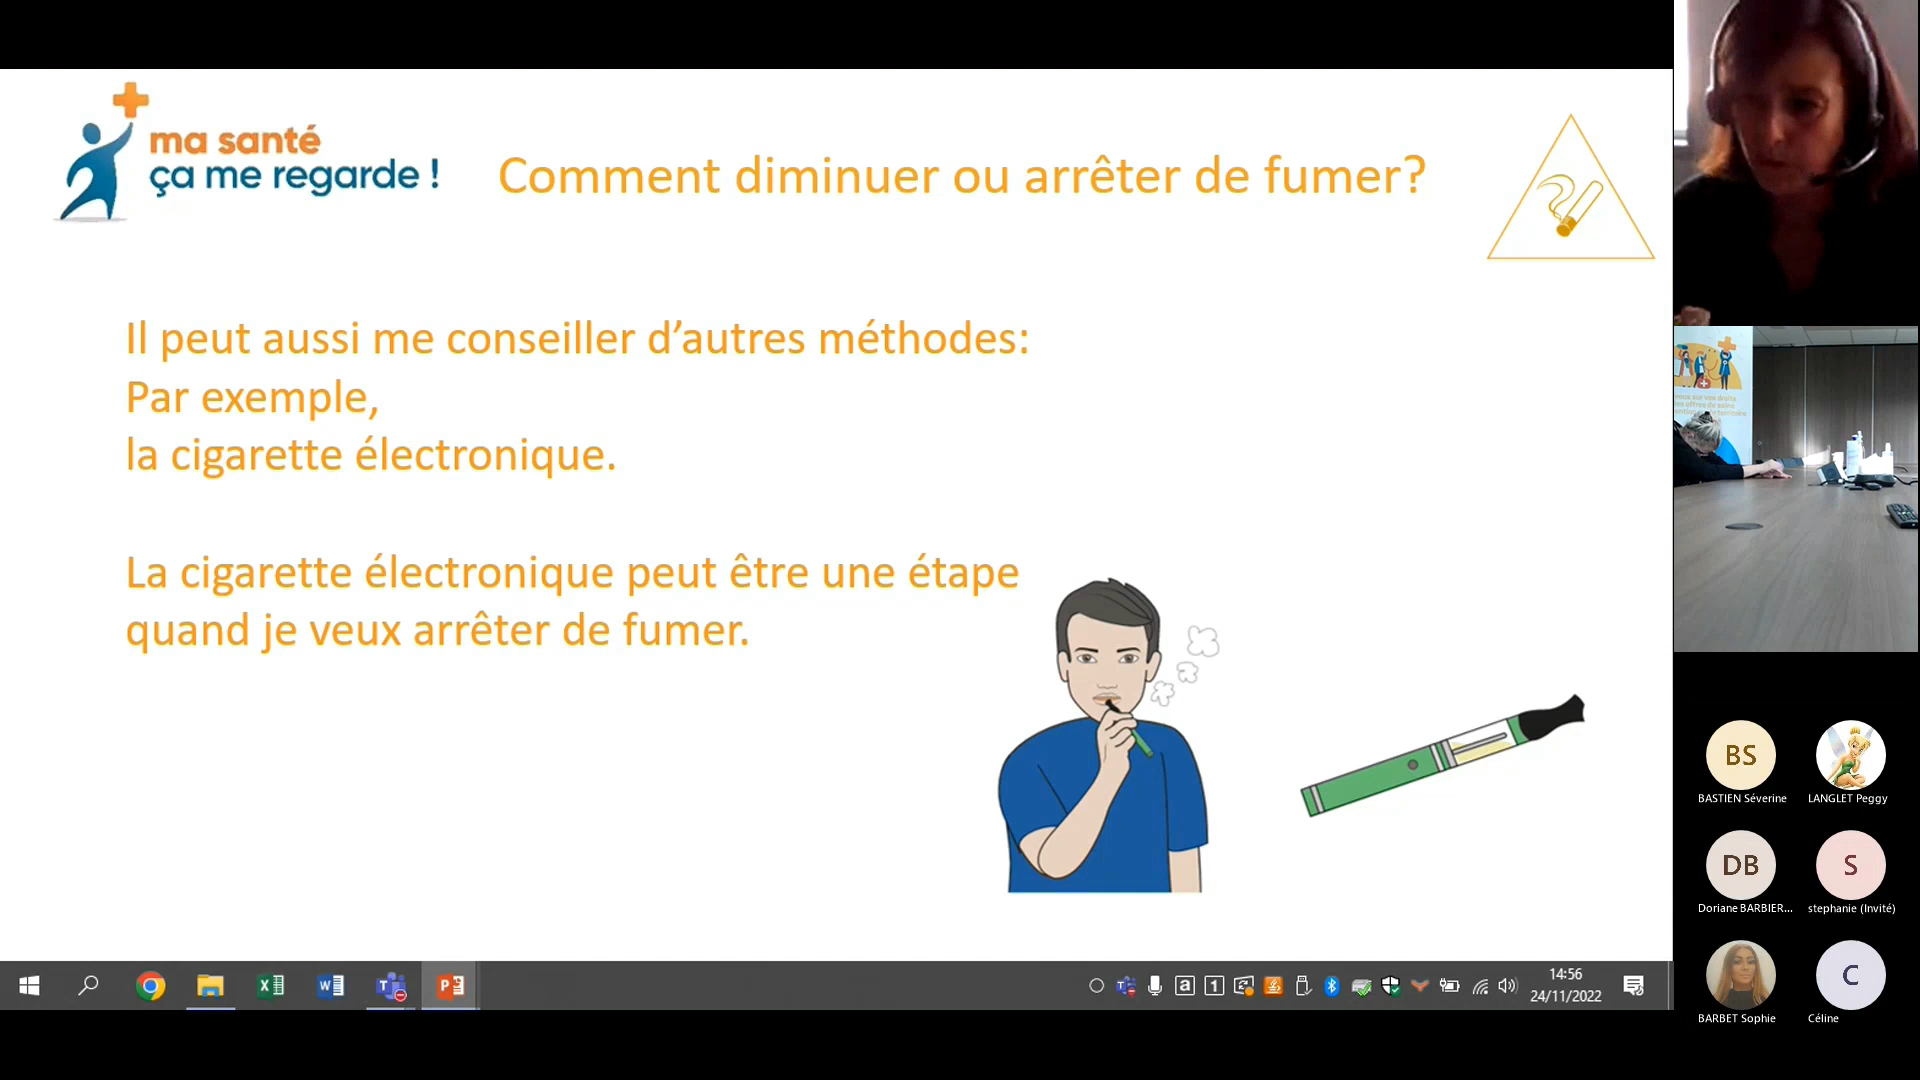 ma santé
ça me regarde !
Comment diminuer ou arrêter de fumer?
Il peut aussi me conseiller d’autres méthodes:
Par exemple,
la cigarette électronique.
La cigarette électronique peut être une étape
quand je veux arrêter de fumer.
14:56
24/11/2022
BS
BASTIEN Séverine
LANGLET Peggy
DB
Doriane BARBIER...
S
stephanie (Invité)
BARBET Sophie
C
Céline